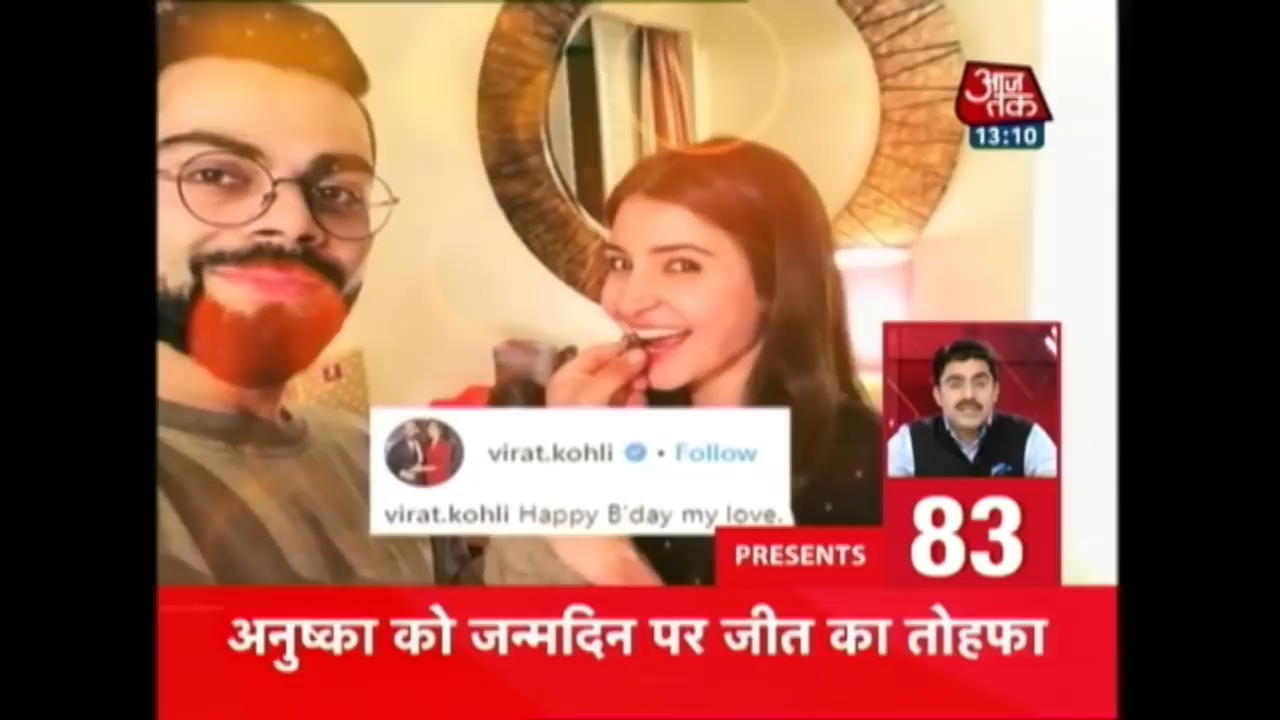 आज
तक
13:10
virat.kohli • Follow
virat.kohli Happy B'day my love.
PRESENTS
83
अनुष्का को जन्मदिन पर जीत का तोहफा